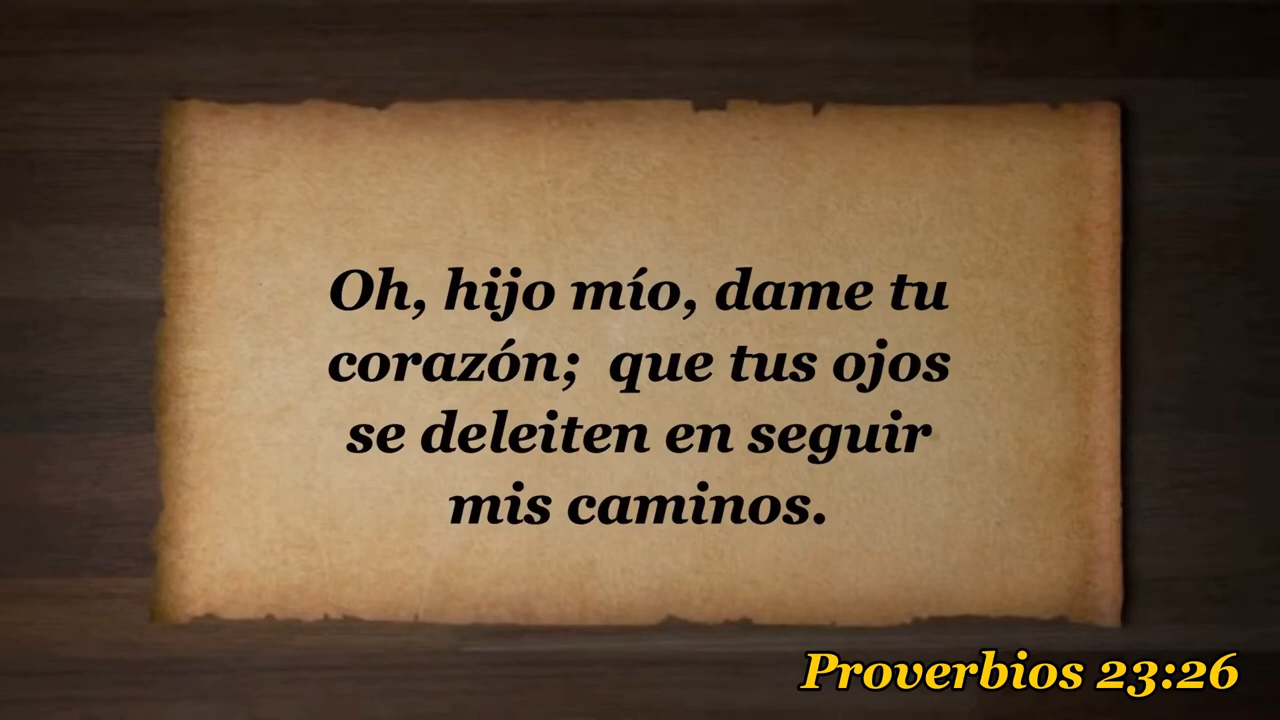 Oh, hijo mío, dame tu
corazón;  que tus ojos
se deleiten en seguir
mis caminos.
Proverbios 23:26